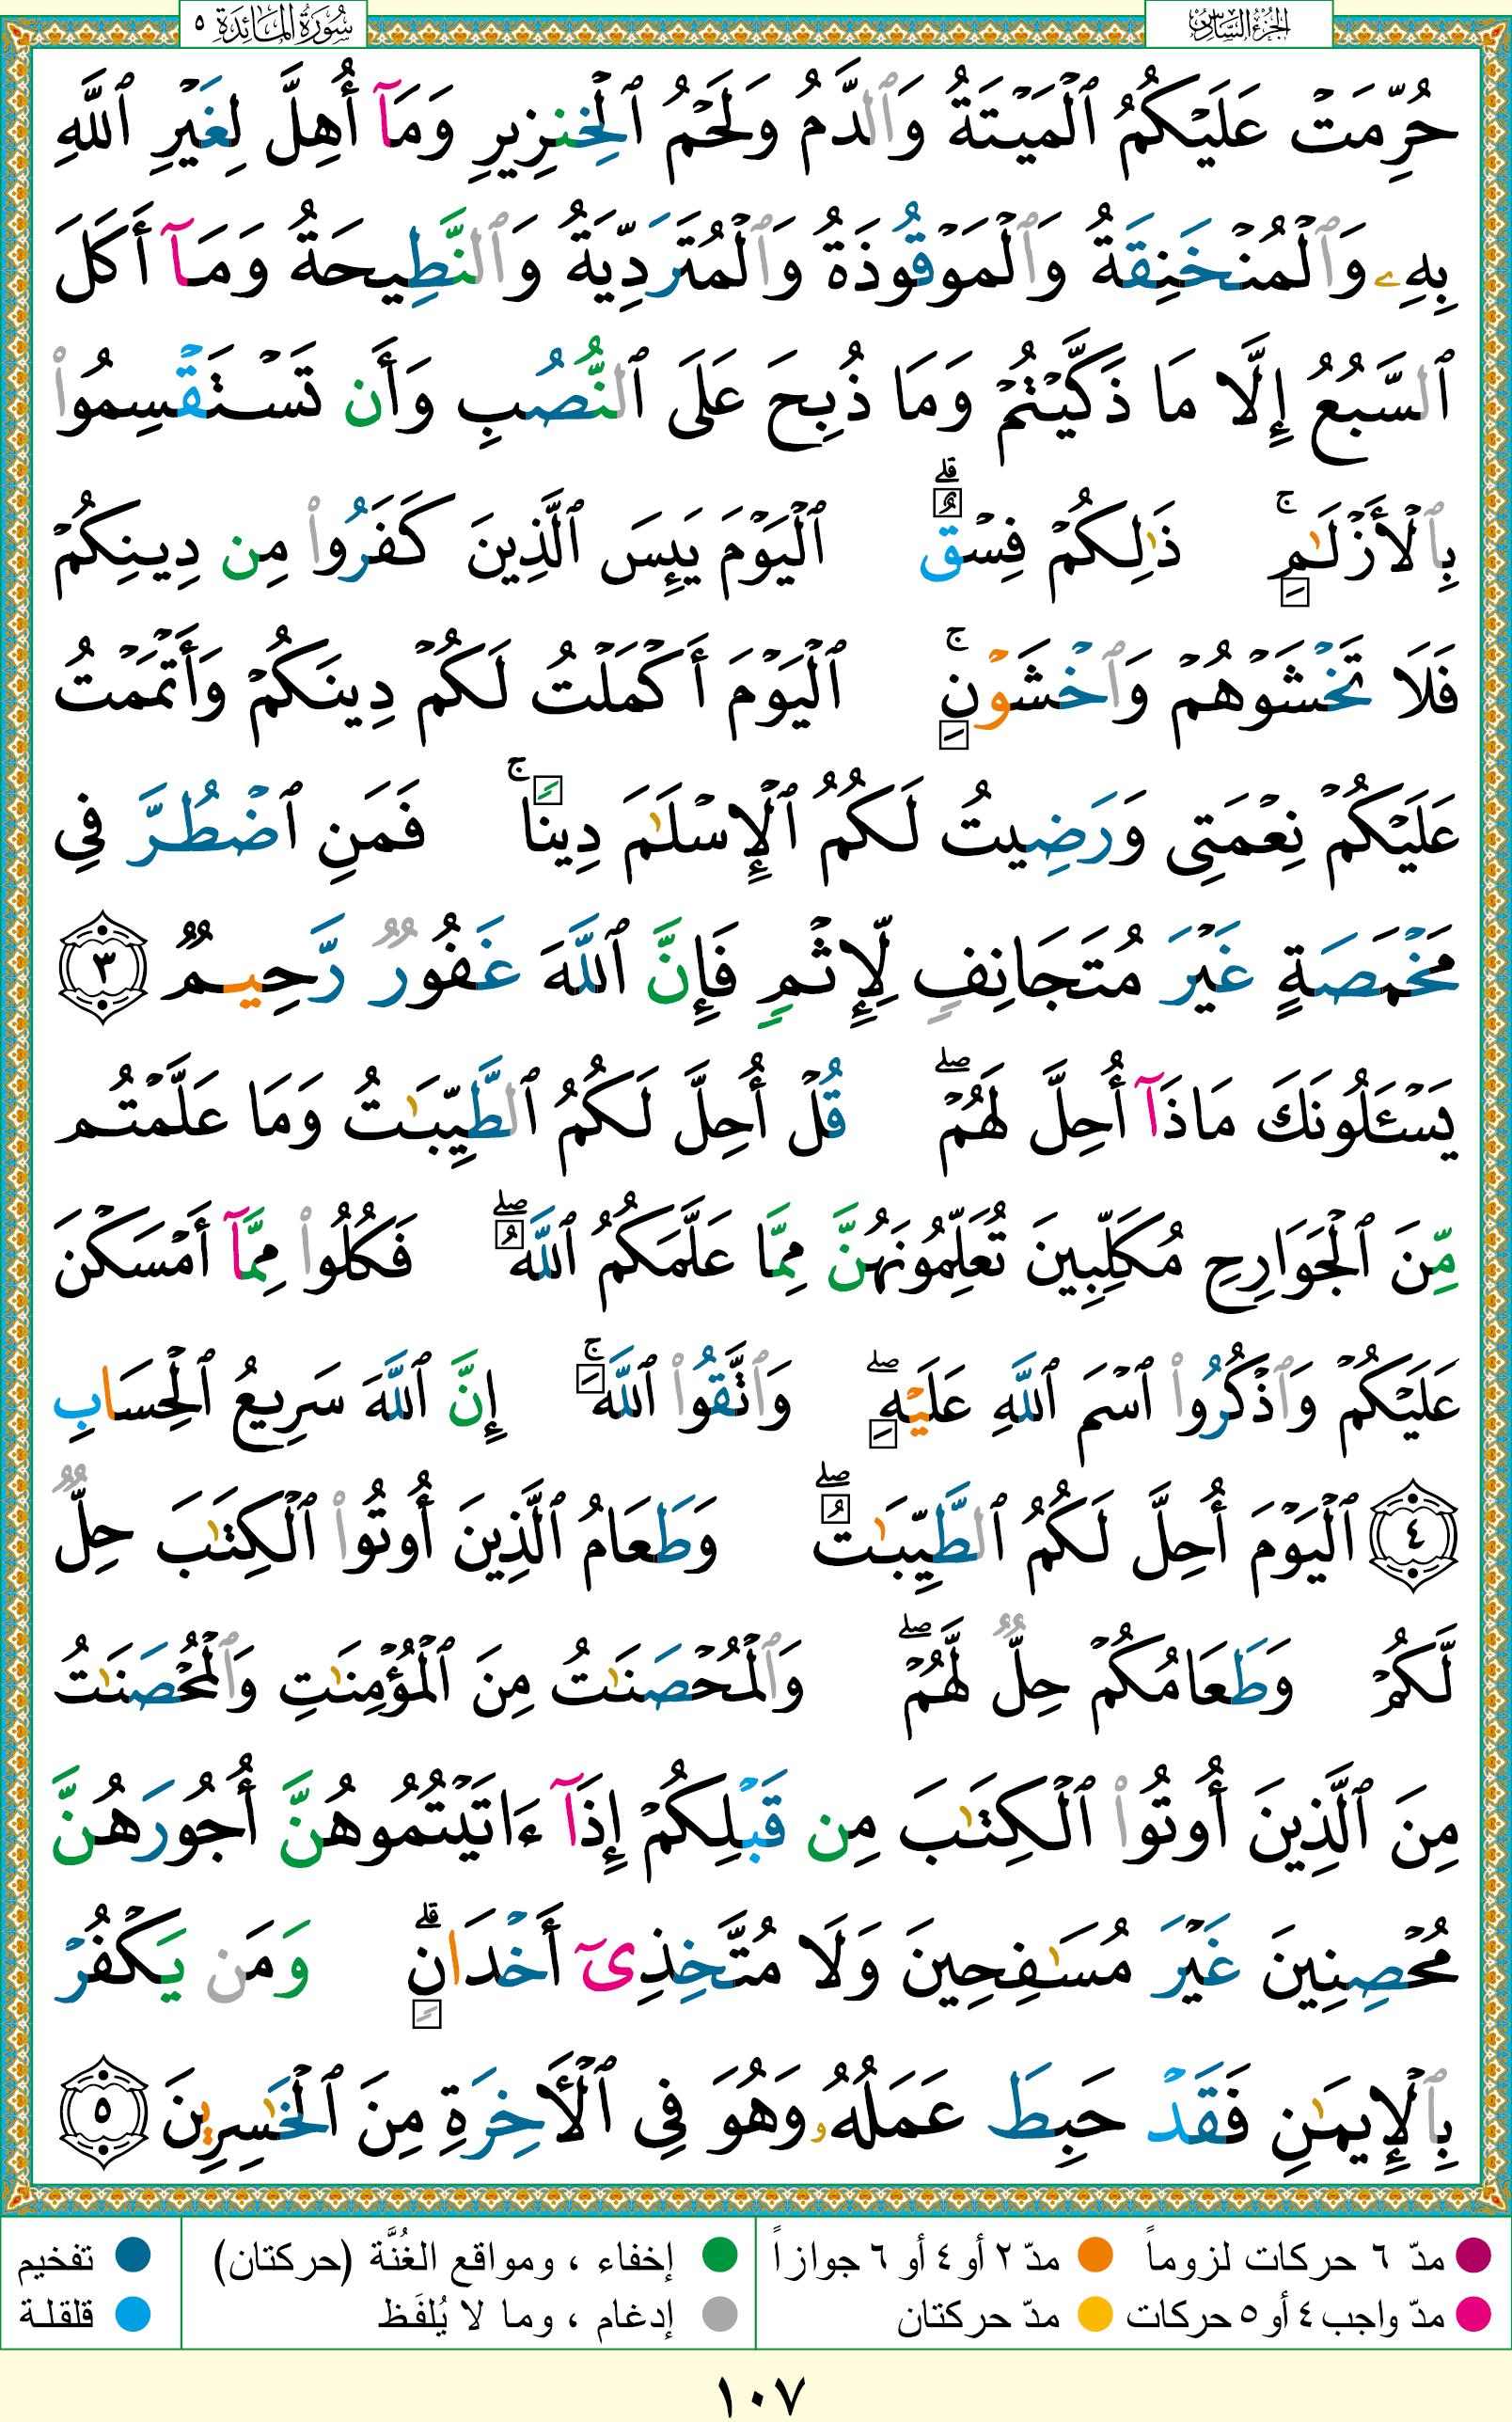 الجزء السادس
سورة المائدة ٥
حُرِّمَتْ عَلَيْكُمُ ٱلْمَيْتَةُ وَٱلدَّمُ وَلَحْمُ ٱلْخِنزِيرِ وَمَآ أُهِلَّ لِغَيْرِ ٱللَّهِ
بِهِۦ وَٱلْمُنْخَنِقَةُ وَٱلْمَوْقُوذَةُ وَٱلْمُتَرَدِّيَةُ وَٱلنَّطِيحَةُ وَمَآ أَكَلَ
ٱلسَّبُعُ إِلَّا مَا ذَكَّيْتُمْ وَمَا ذُبِحَ عَلَى ٱلنُّصُبِ وَأَن تَسْتَقْسِمُوا۟
بِٱلْأَزْلَـٰمِ ۚ ذَٰلِكُمْ فِسْقٌ ۗ ٱلْيَوْمَ يَئِسَ ٱلَّذِينَ كَفَرُوا۟ مِن دِينِكُمْ
فَلَا تَخْشَوْهُمْ وَٱخْشَوْنِ ۚ ٱلْيَوْمَ أَكْمَلْتُ لَكُمْ دِينَكُمْ وَأَتْمَمْتُ
عَلَيْكُمْ نِعْمَتِى وَرَضِيتُ لَكُمُ ٱلْإِسْلَـٰمَ دِينًا ۚ فَمَنِ ٱضْطُرَّ فِى
مَخْمَصَةٍ غَيْرَ مُتَجَانِفٍ لِّإِثْمٍ فَإِنَّ ٱللَّهَ غَفُورٌ رَّحِيمٌ ٣
يَسْـَٔلُونَكَ مَاذَآ أُحِلَّ لَهُمْ ۖ قُلْ أُحِلَّ لَكُمُ ٱلطَّيِّبَـٰتُ وَمَا عَلَّمْتُم
مِّنَ ٱلْجَوَارِحِ مُكَلِّبِينَ تُعَلِّمُونَهُنَّ مِمَّا عَلَّمَكُمُ ٱللَّهُ ۖ فَكُلُوا۟ مِمَّآ أَمْسَكْنَ
عَلَيْكُمْ وَٱذْكُرُوا۟ ٱسْمَ ٱللَّهِ عَلَيْهِ ۖ وَٱتَّقُوا۟ ٱللَّهَ ۚ إِنَّ ٱللَّهَ سَرِيعُ ٱلْحِسَابِ
٤ ٱلْيَوْمَ أُحِلَّ لَكُمُ ٱلطَّيِّبَـٰتُ ۖ وَطَعَامُ ٱلَّذِينَ أُوتُوا۟ ٱلْكِتَـٰبَ حِلٌّ
لَّكُمْ وَطَعَامُكُمْ حِلٌّ لَّهُمْ ۖ وَٱلْمُحْصَنَـٰتُ مِنَ ٱلْمُؤْمِنَـٰتِ وَٱلْمُحْصَنَـٰتُ
مِنَ ٱلَّذِينَ أُوتُوا۟ ٱلْكِتَـٰبَ مِن قَبْلِكُمْ إِذَآ ءَاتَيْتُمُوهُنَّ أُجُورَهُنَّ
مُحْصِنِينَ غَيْرَ مُسَـٰفِحِينَ وَلَا مُتَّخِذِىٓ أَخْدَانٍ ۗ وَمَن يَكْفُرْ
بِٱلْإِيمَـٰنِ فَقَدْ حَبِطَ عَمَلُهُۥ وَهُوَ فِى ٱلْـَٔاخِرَةِ مِنَ ٱلْخَـٰسِرِينَ ٥
مدّ ٦ حركات لزوماً مدّ ٢ أو ٤ أو ٦ جوازاً إخفاء ، ومواقع الغُنَّة (حركتان) تفخيم
مدّ واجب ٤ أو ٥ حركات مدّ حركتان إدغام ، وما لا يُلفَظ قلقلة
١٠٧